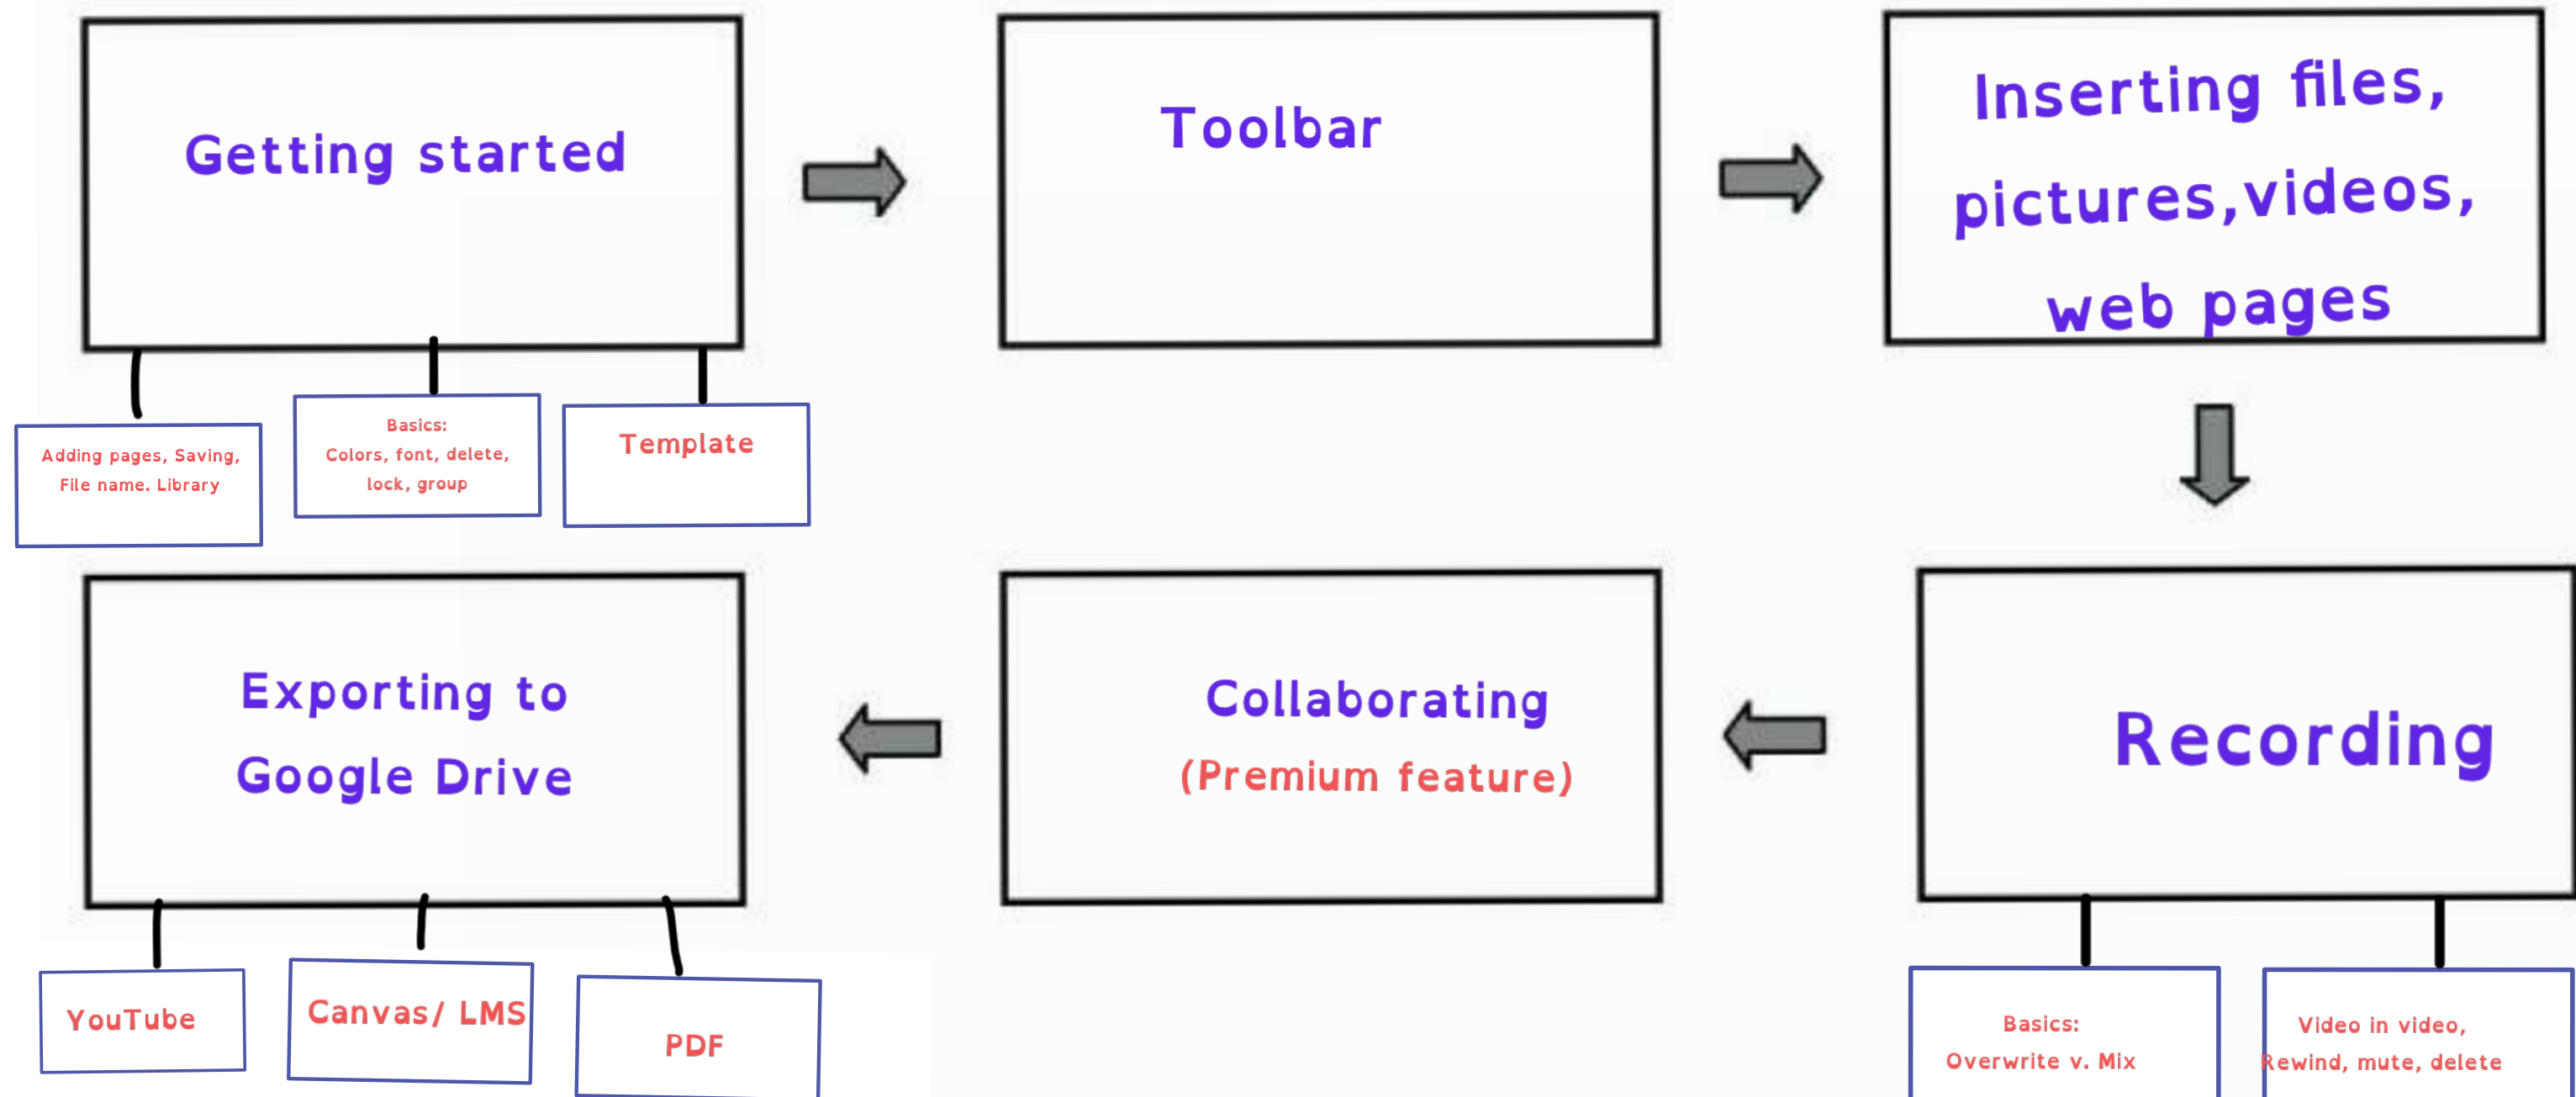 Getting started
Toolbar
Inserting files,
pictures,videos,
web pages
Adding pages, Saving,
File name. Library
Basics:
Colors, font, delete,
lock, group
Template
Exporting to
Google Drive
Collaborating
(Premium feature)
Recording
YouTube
Canvas/ LMS
PDF
Basics:
Overwrite v. Mix
Video in video,
Rewind, mute, delete